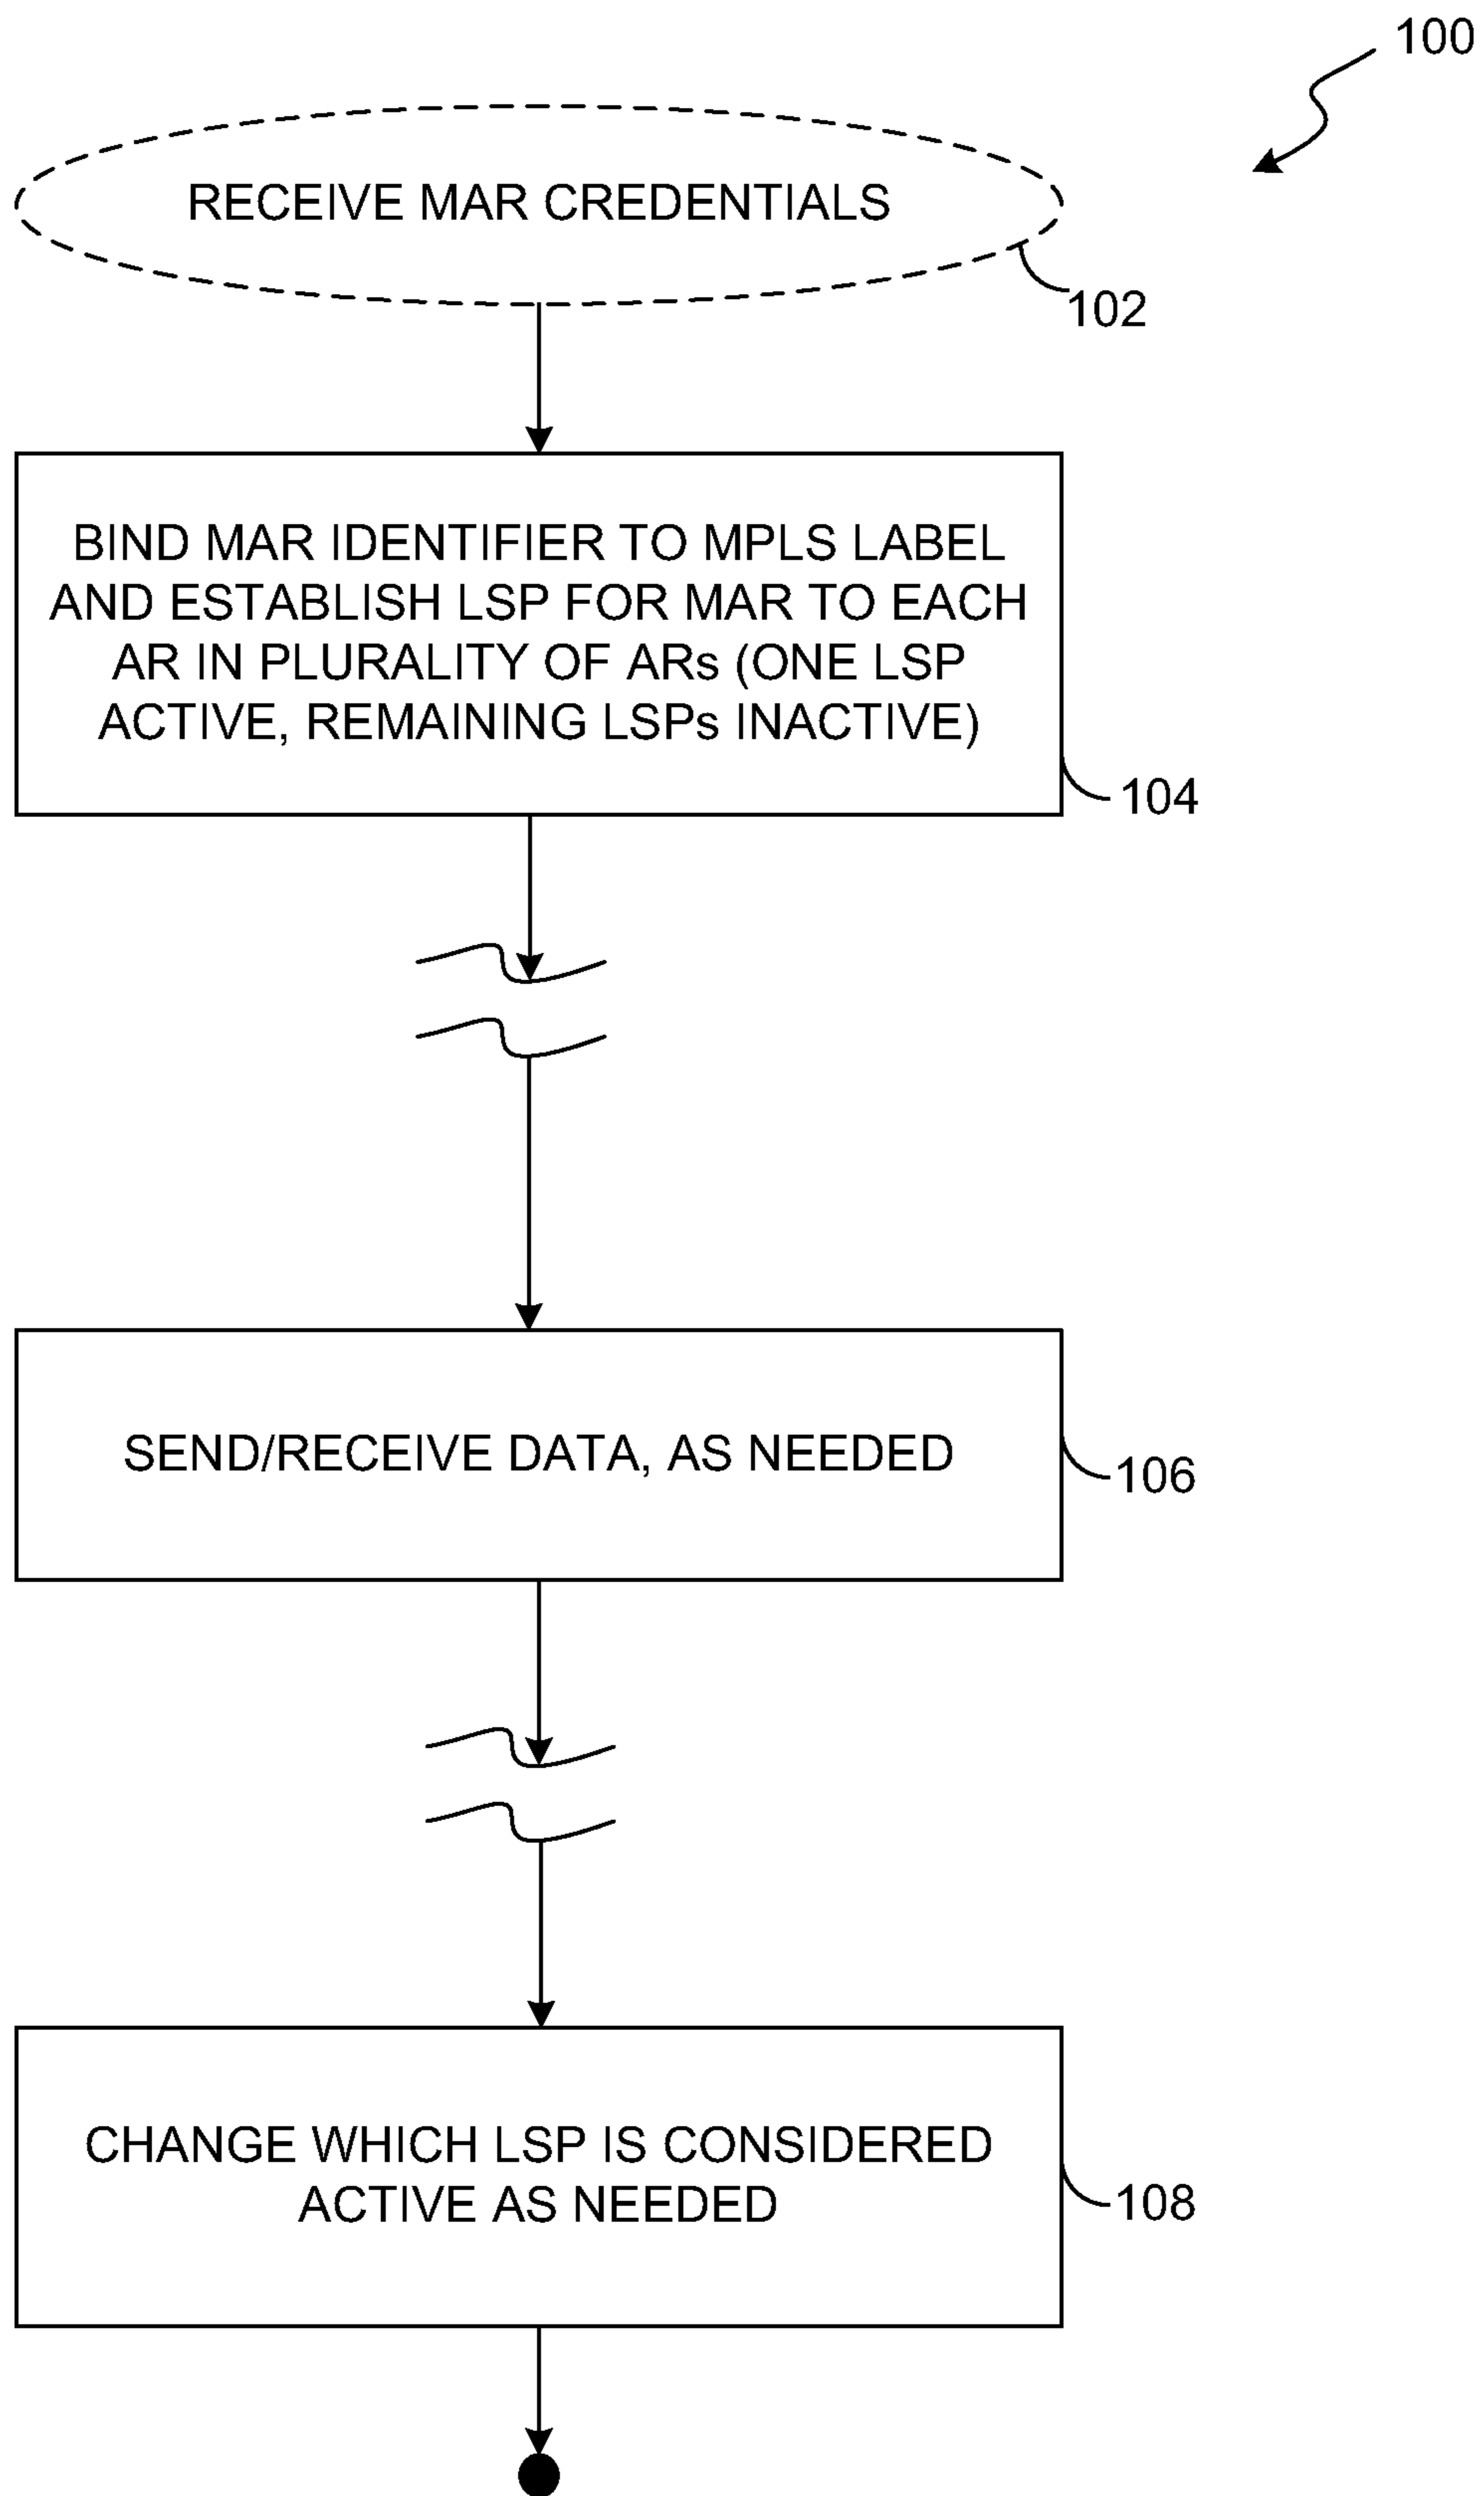 100
RECEIVE MAR CREDENTIALS
102
BIND MAR IDENTIFIER TO MPLS LABEL
AND ESTABLISH LSP FOR MAR TO EACH
AR IN PLURALITY OF ARs (ONE LSP
ACTIVE, REMAINING LSPs INACTIVE)
104
SEND/RECEIVE DATA, AS NEEDED
106
CHANGE WHICH LSP IS CONSIDERED
ACTIVE AS NEEDED
108